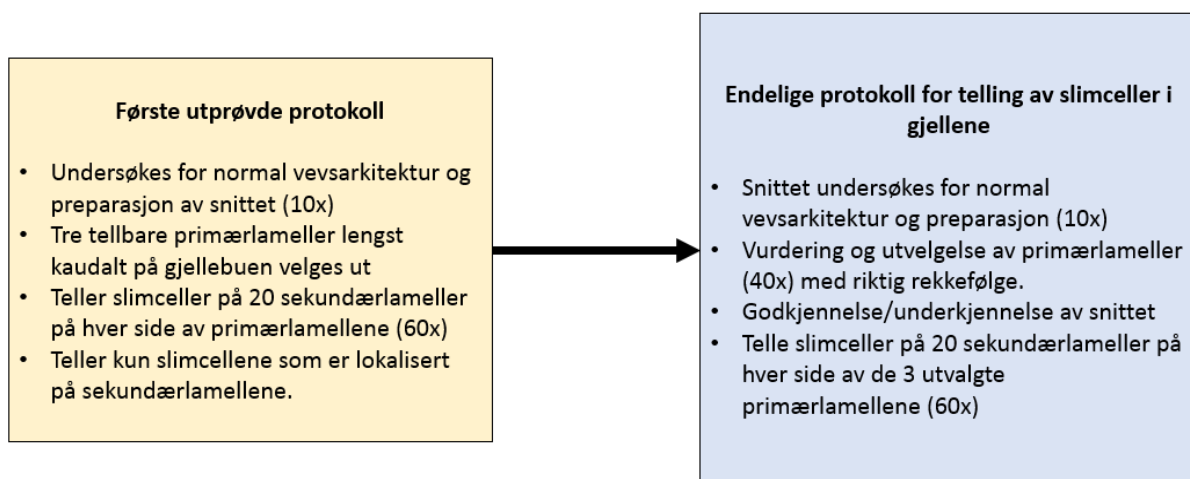 Første utprøvde protokoll
• Undersøkes for normal vevsarkitektur og
preparasjon av snittet (10x)
• Tre tellbare primærlameller lengst
kaudalt på gjellebuen velges ut
• Teller slimceller på 20 sekundærlameller
på hver side av primærlamellene (60x)
• Teller kun slimcellene som er lokalisert
på sekundærlamellene.
Endelige protokoll for telling av slimceller i
gjellene
• Snittet undersøkes for normal
vevsarkitektur og preparasjon (10x)
• Vurdering og utvelgelse av primærlameller
(40x) med riktig rekkefølge.
• Godkjennelse/underkjennelse av snittet
• Telle slimceller på 20 sekundærlameller på
hver side av de 3 utvalgte
primærlamellene (60x)